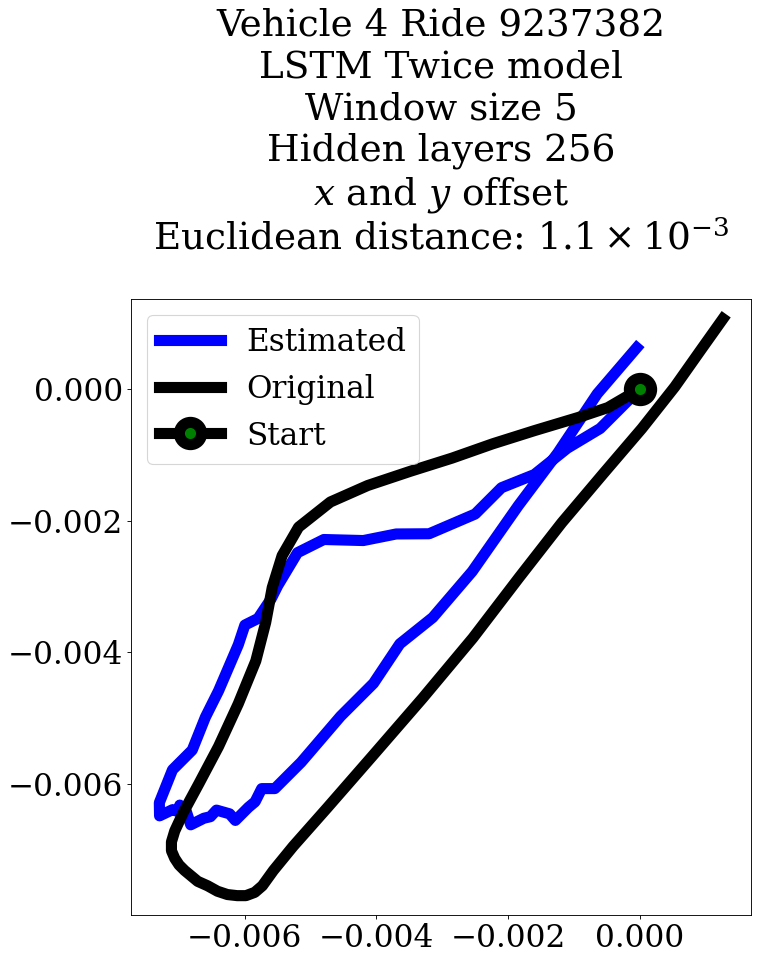 Vehicle 4 Ride 9237382
LSTM Twice model
Window size 5
Hidden layers 256
x and y offset
Euclidean distance: 1.1 × 10⁻³
Estimated
Original
Start
0.000
−0.002
−0.004
−0.006
−0.006 −0.004 −0.002 0.000